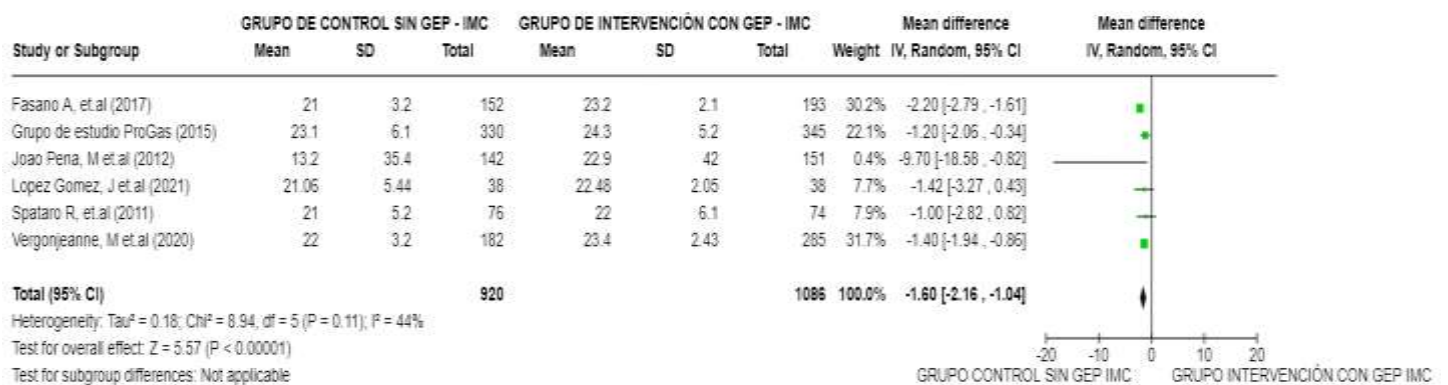 GRUPO DE CONTROL SIN GEP - IMC GRUPO DE INTERVENCIÓN CON GEP - IMC Mean difference Mean difference
Study or Subgroup Mean SD Total Mean SD Total Weight IV, Random, 95% CI IV, Random, 95% CI
Fasano A, et.al (2017) 21 3.2 152 23.2 2.1 193 30.2% -2.20 [-2.79 , -1.61]
Grupo de estudio ProGas (2015) 23.1 6.1 330 24.3 5.2 345 22.1% -1.20 [-2.06 , -0.34]
Joao Pena, M et.al (2012) 13.2 35.4 142 22.9 42 151 0.4% -9.70 [-18.58 , -0.82]
Lopez Gomez, J et.al (2021) 21.06 5.44 38 22.48 2.05 38 7.7% -1.42 [-3.27 , 0.43]
Spataro R, et.al (2011) 21 5.2 76 22 6.1 74 7.9% -1.00 [-2.82 , 0.82]
Vergonjeanne, M et.al (2020) 22 3.2 182 23.4 2.43 285 31.7% -1.40 [-1.94 , -0.86]
Total (95% CI) 920 1086 100.0% -1.60 [-2.16 , -1.04]
Heterogeneity: Tau² = 0.18; Chi² = 8.94, df = 5 (P = 0.11); I² = 44%
Test for overall effect: Z = 5.57 (P < 0.00001)
-20 -10 0 10 20
Test for subgroup differences: Not applicable GRUPO CONTROL SIN GEP IMC GRUPO INTERVENCIÓN CON GEP IMC